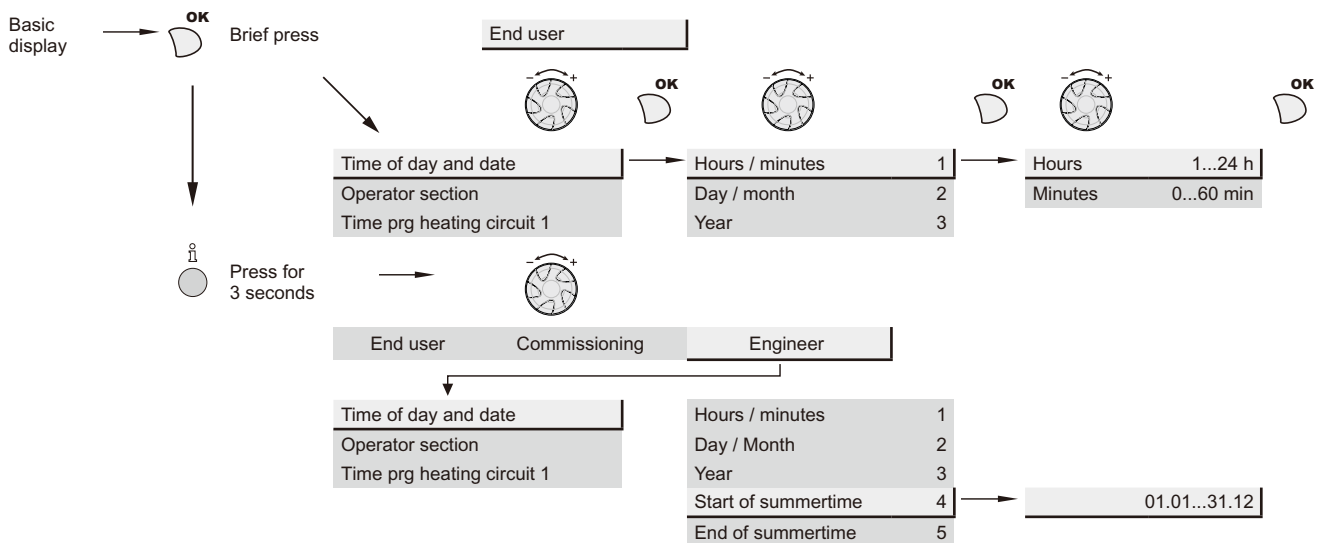 Basic
display
OK
Brief press
End user
- +
OK
- +
OK
- +
OK
Time of day and date
Operator section
Time prg heating circuit 1
Hours / minutes 1
Day / month 2
Year 3
Hours 1...24 h
Minutes 0...60 min
Press for
3 seconds
- +
End user Commissioning Engineer
Time of day and date
Operator section
Time prg heating circuit 1
Hours / minutes 1
Day / Month 2
Year 3
Start of summertime 4
End of summertime 5
01.01...31.12